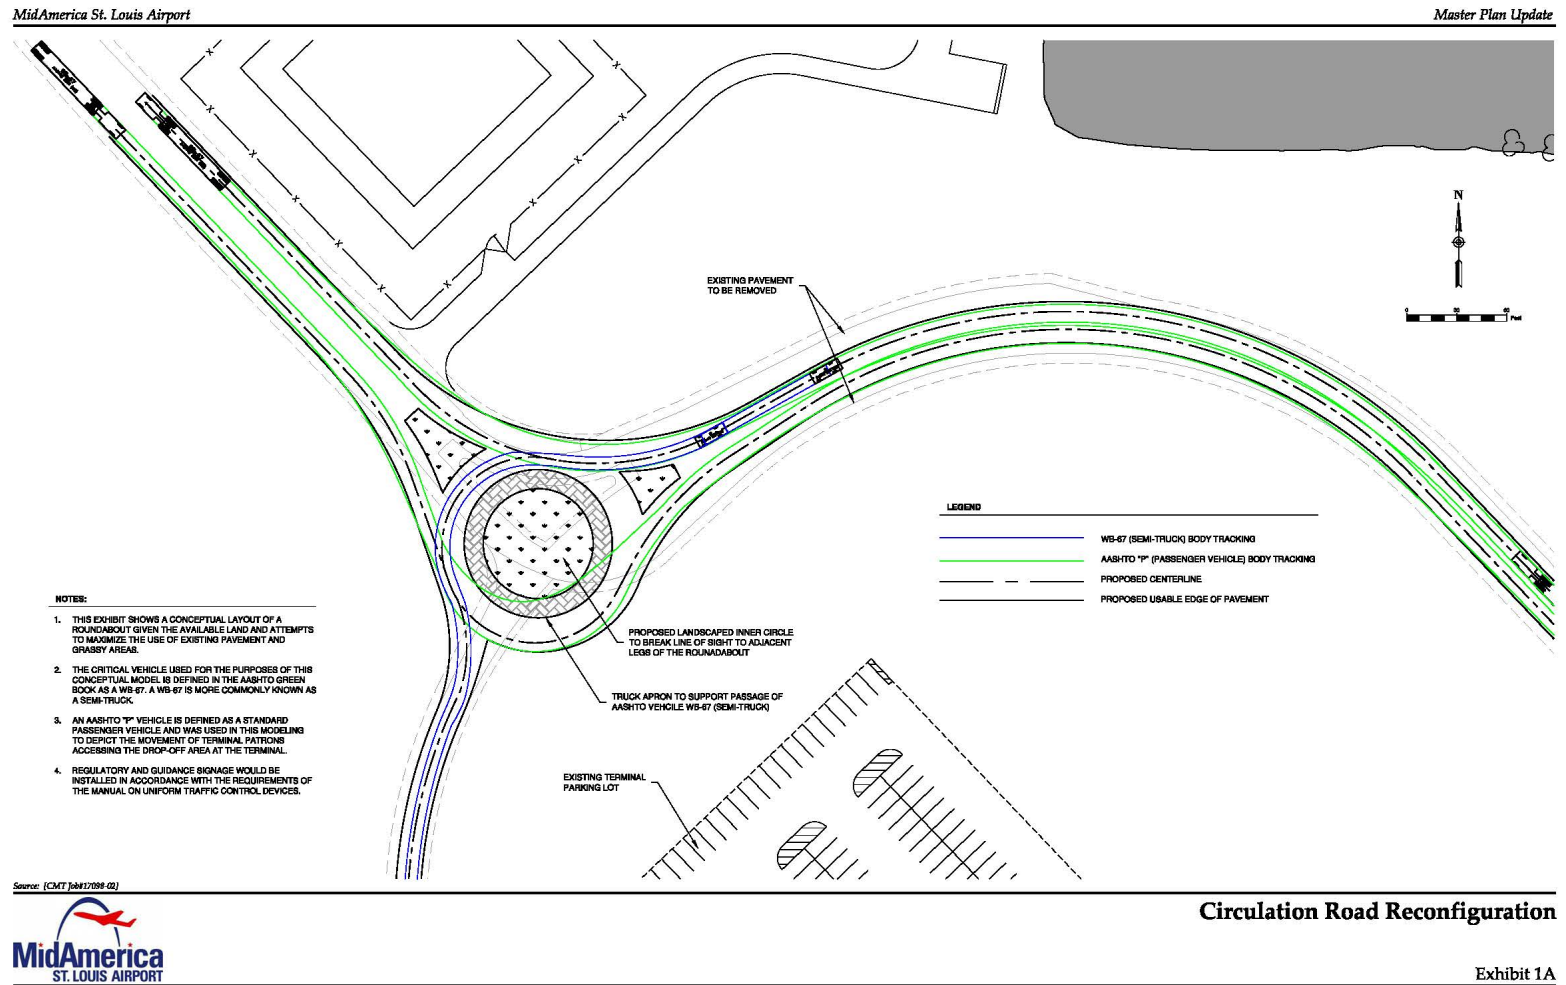 MidAmerica St. Louis Airport
Master Plan Update
N
0
60
Feet
EXISTING PAVEMENT
TO BE REMOVED
LEGEND
WB-67 (SEMI-TRUCK) BODY TRACKING
AASHTO "P" (PASSENGER VEHICLE) BODY TRACKING
PROPOSED CENTERLINE
PROPOSED USABLE EDGE OF PAVEMENT
NOTES:
1. THIS EXHIBIT SHOWS A CONCEPTUAL LAYOUT OF A
ROUNDABOUT GIVEN THE AVAILABLE LAND AND ATTEMPTS
TO MAXIMIZE THE USE OF EXISTING PAVEMENT AND
GRASSY AREAS.
2. THE CRITICAL VEHICLE USED FOR THE PURPOSES OF THIS
CONCEPTUAL MODEL IS DEFINED IN THE AASHTO GREEN
BOOK AS A WB-67. A WB-67 IS MORE COMMONLY KNOWN AS
A SEMI-TRUCK.
3. AN AASHTO "P" VEHICLE IS DEFINED AS A STANDARD
PASSENGER VEHICLE AND WAS USED IN THIS MODELING
TO DEPICT THE MOVEMENT OF TERMINAL PATRONS
ACCESSING THE DROP-OFF AREA AT THE TERMINAL.
4. REGULATORY AND GUIDANCE SIGNAGE WOULD BE
INSTALLED IN ACCORDANCE WITH THE REQUIREMENTS OF
THE MANUAL ON UNIFORM TRAFFIC CONTROL DEVICES.
PROPOSED LANDSCAPED INNER CIRCLE
TO BREAK LINE OF SIGHT TO ADJACENT
LEGS OF THE ROUNDABOUT
TRUCK APRON TO SUPPORT PASSAGE OF
AASHTO VEHCILE WB-67 (SEMI-TRUCK)
EXISTING TERMINAL
PARKING LOT
Source: [CMT Job#17098-02]
MidAmerica
ST. LOUIS AIRPORT
Circulation Road Reconfiguration
Exhibit 1A